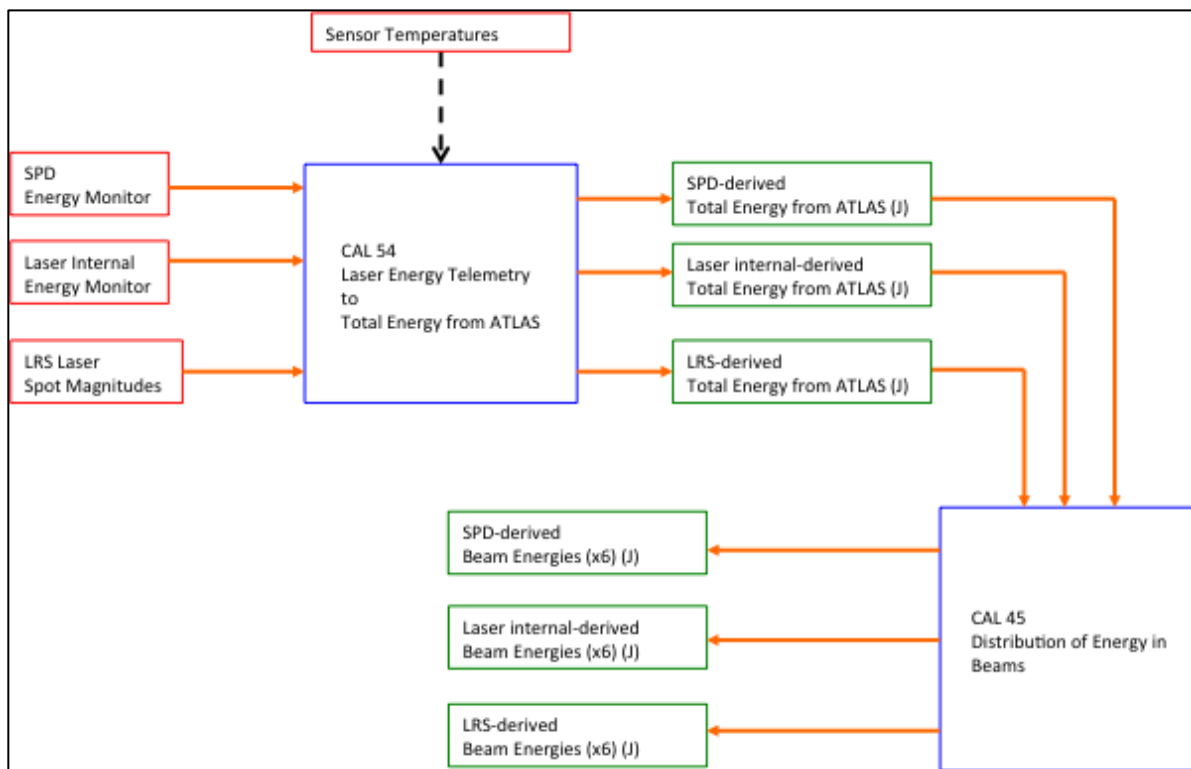 Sensor Temperatures
SPD
Energy Monitor
Laser Internal
Energy Monitor
LRS Laser
Spot Magnitudes
CAL 54
Laser Energy Telemetry
to
Total Energy from ATLAS
SPD-derived
Total Energy from ATLAS (J)
Laser internal-derived
Total Energy from ATLAS (J)
LRS-derived
Total Energy from ATLAS (J)
SPD-derived
Beam Energies (x6) (J)
Laser internal-derived
Beam Energies (x6) (J)
LRS-derived
Beam Energies (x6) (J)
CAL 45
Distribution of Energy in
Beams